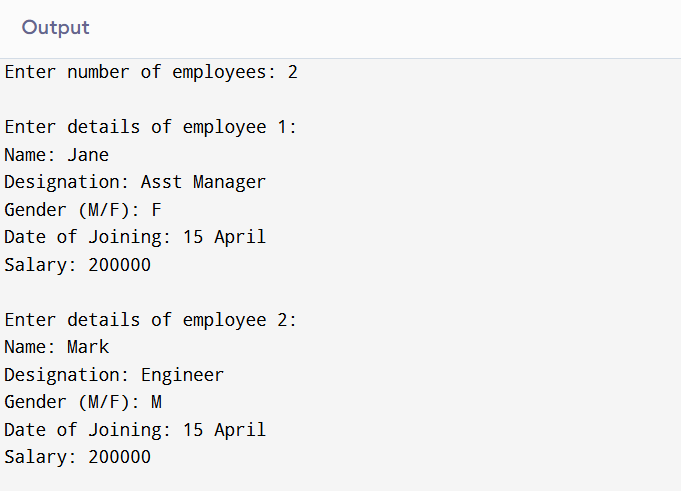 Output
Enter number of employees: 2
Enter details of employee 1:
Name: Jane
Designation: Asst Manager
Gender (M/F): F
Date of Joining: 15 April
Salary: 200000
Enter details of employee 2:
Name: Mark
Designation: Engineer
Gender (M/F): M
Date of Joining: 15 April
Salary: 200000